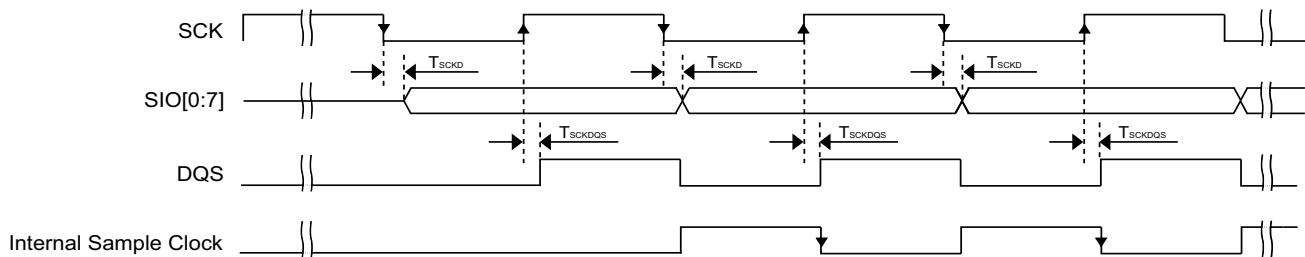 SCK
TSCKD TSCKD TSCKD
SIO[0:7]
TSCKDQS TSCKDQS TSCKDQS
DQS
Internal Sample Clock